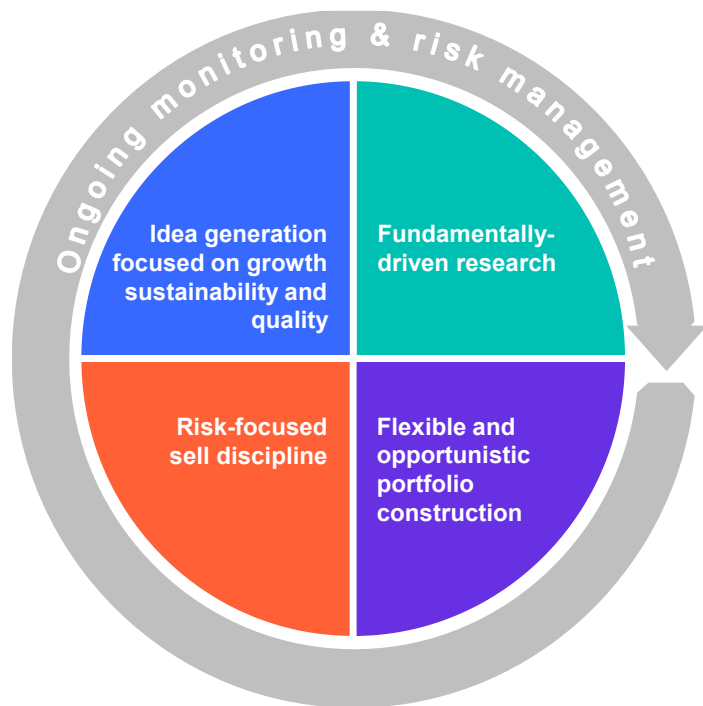 Ongoing monitoring & risk management
Idea generation
focused on growth
sustainability and
quality
Fundamentally-
driven research
Risk-focused
sell discipline
Flexible and
opportunistic
portfolio
construction